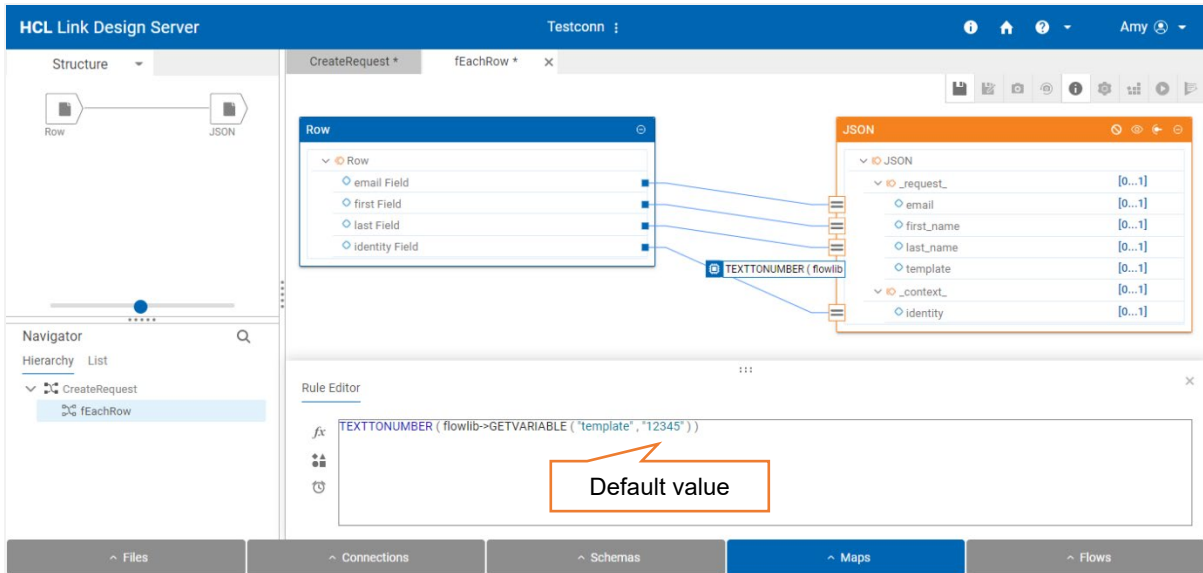 HCL Link Design Server
Testconn
Amy
Structure
Row
JSON
Navigator
Hierarchy List
CreateRequest
fEachRow
CreateRequest *
fEachRow *
Row
Row
email Field
first Field
last Field
identity Field
TEXTTONUMBER ( flowlib
JSON
JSON
_request_ [0...1]
email [0...1]
first_name [0...1]
last_name [0...1]
template [0...1]
_context_ [0...1]
identity [0...1]
Rule Editor
fx
TEXTTONUMBER ( flowlib->GETVARIABLE ( "template" , "12345" ) )
Default value
Files
Connections
Schemas
Maps
Flows